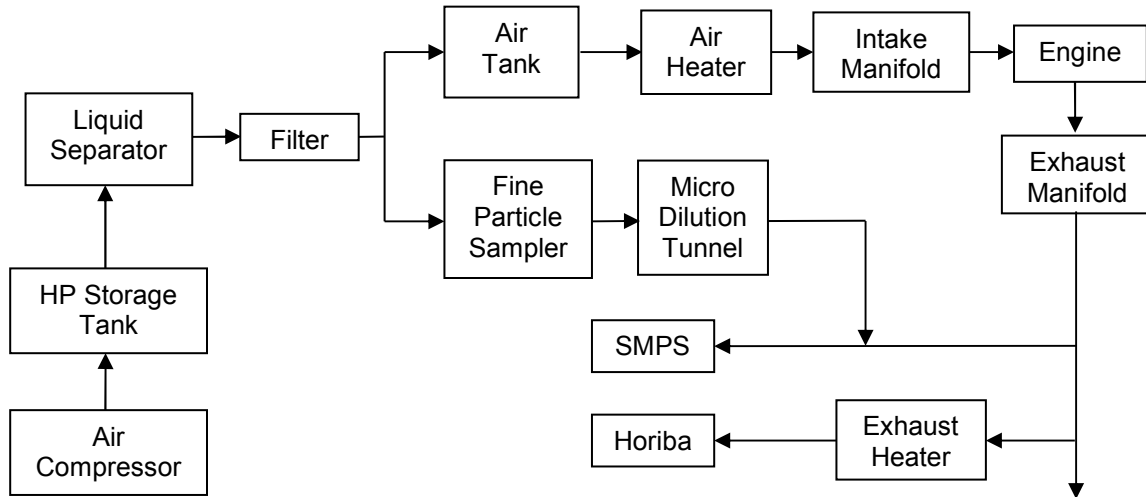 Air
Tank
Air
Heater
Intake
Manifold
Engine
Liquid
Separator
Filter
Fine
Particle
Sampler
Micro
Dilution
Tunnel
Exhaust
Manifold
HP Storage
Tank
SMPS
Air
Compressor
Horiba
Exhaust
Heater